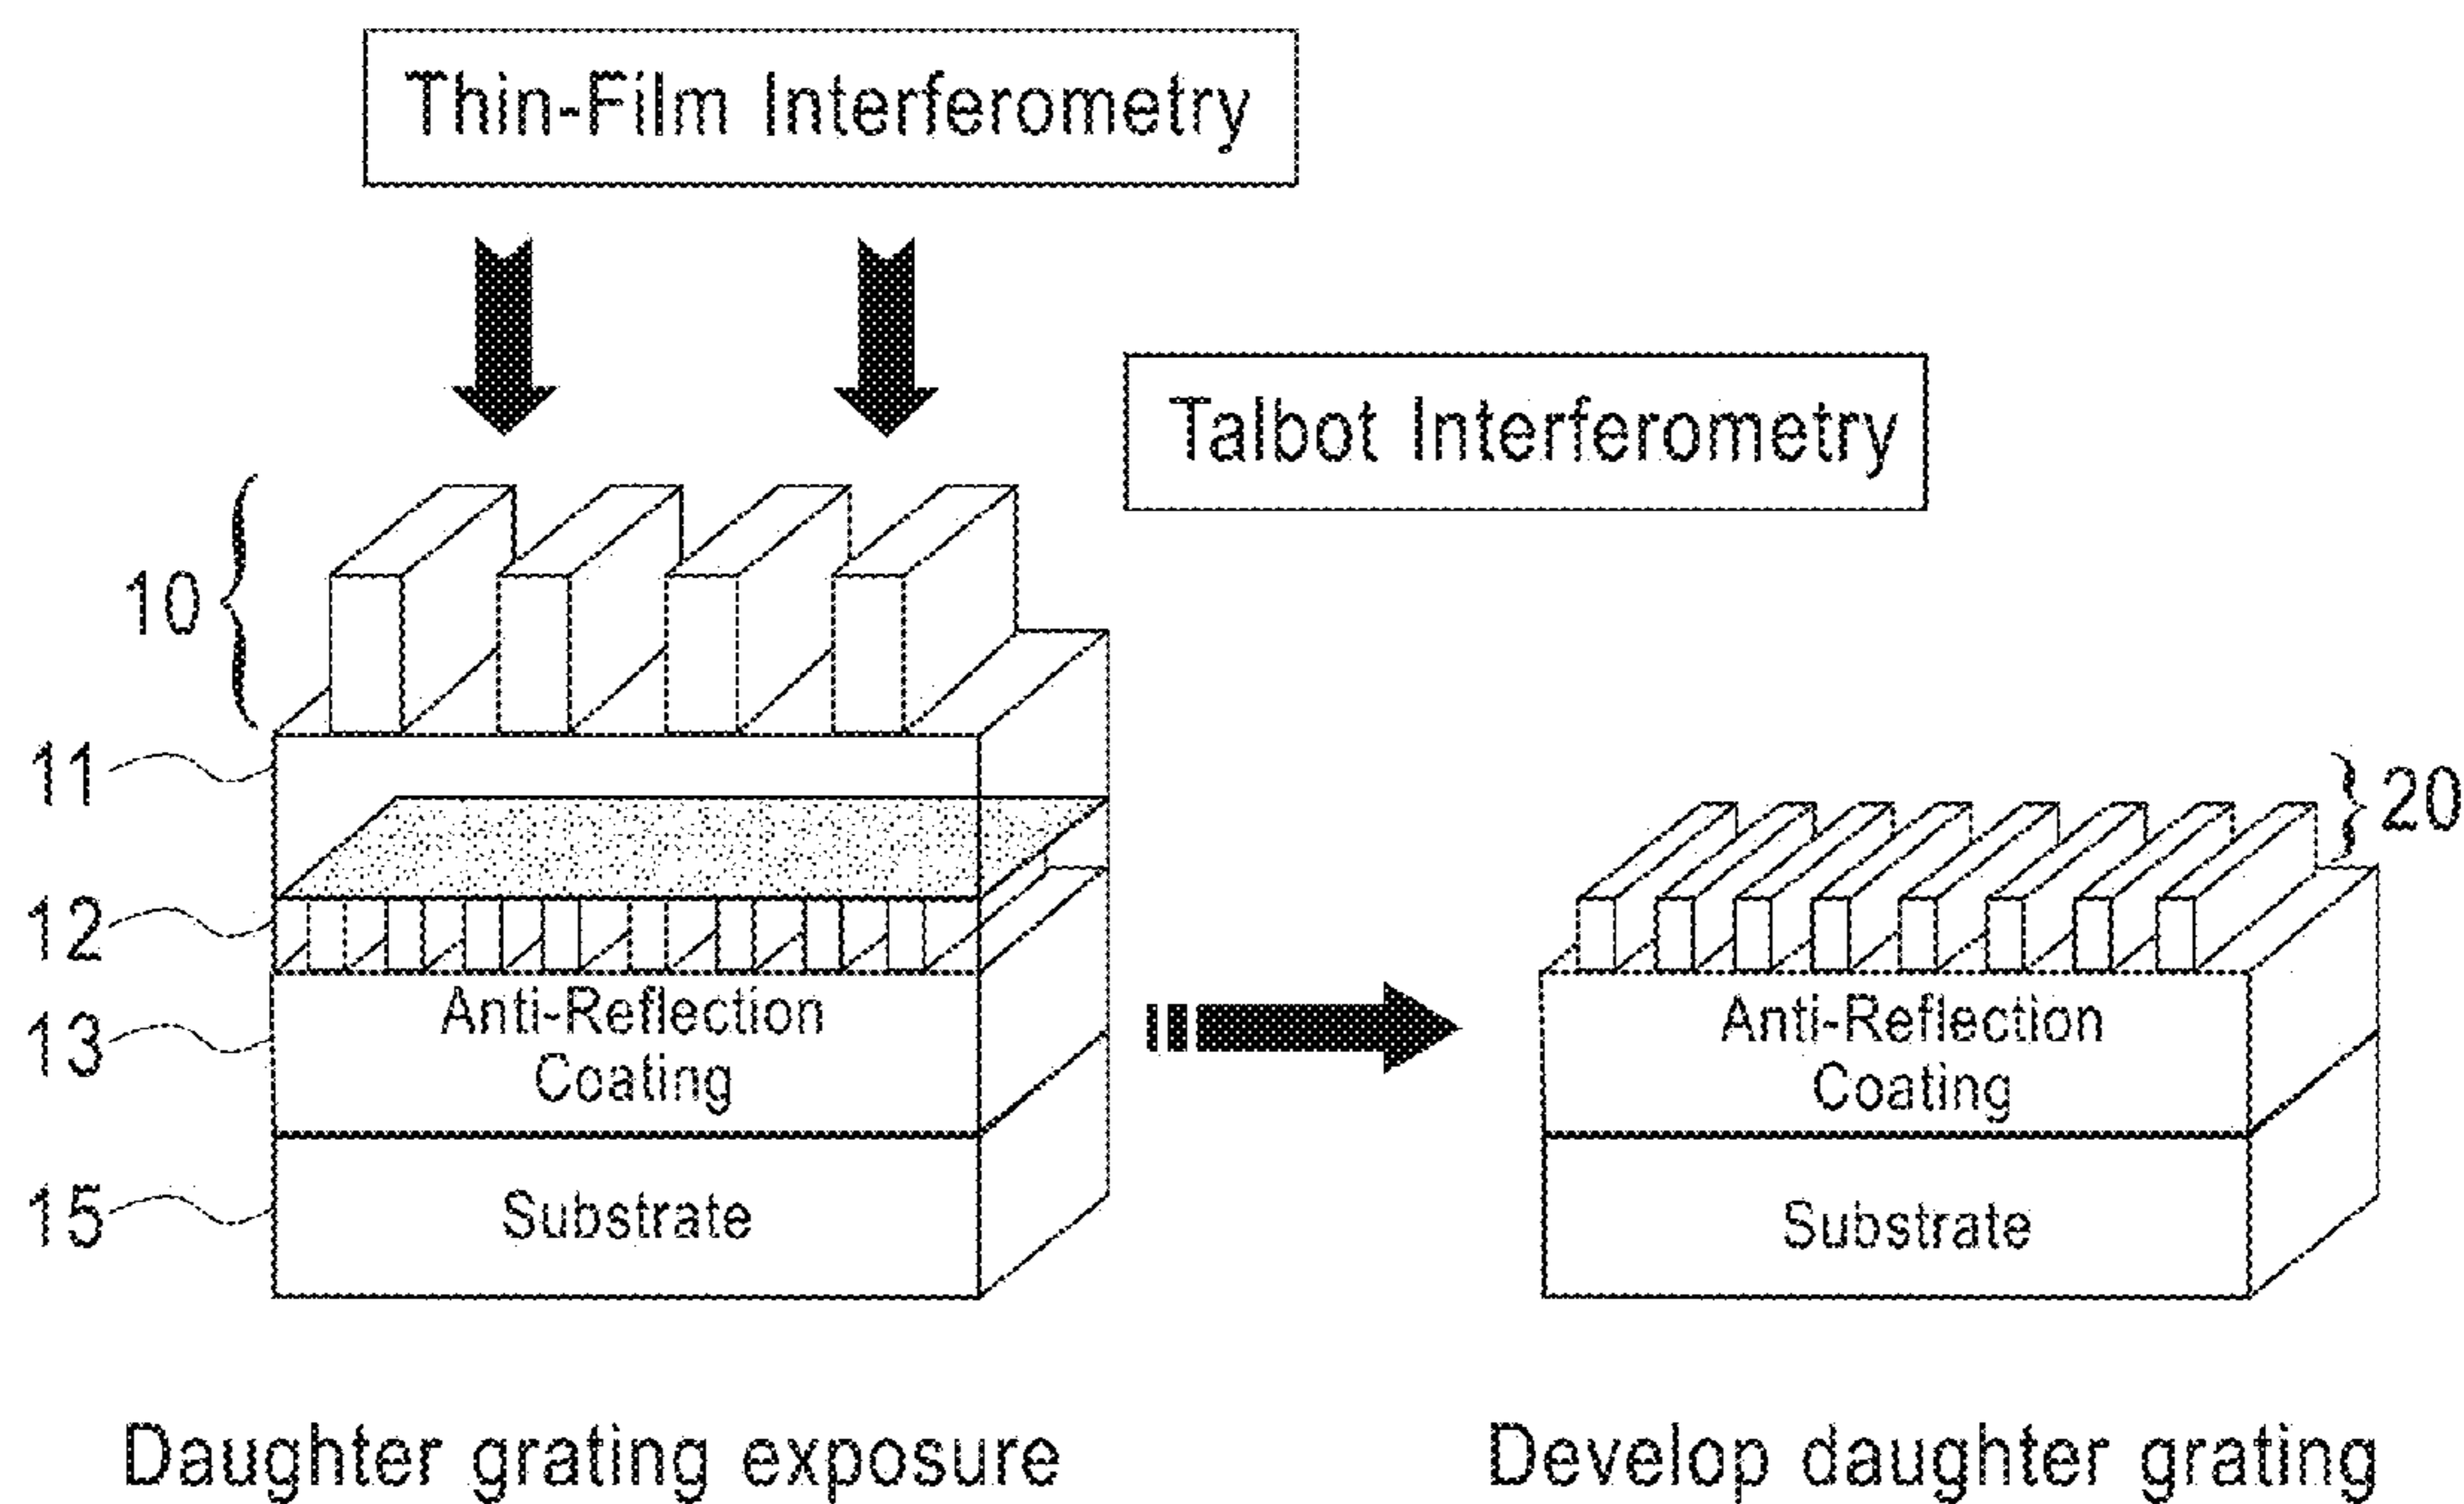 Thin-Film Interferometry
Talbot Interferometry
10
11
12
13
15
20
Anti-Reflection
Coating
Substrate
Anti-Reflection
Coating
Substrate
Daughter grating exposure
Develop daughter grating